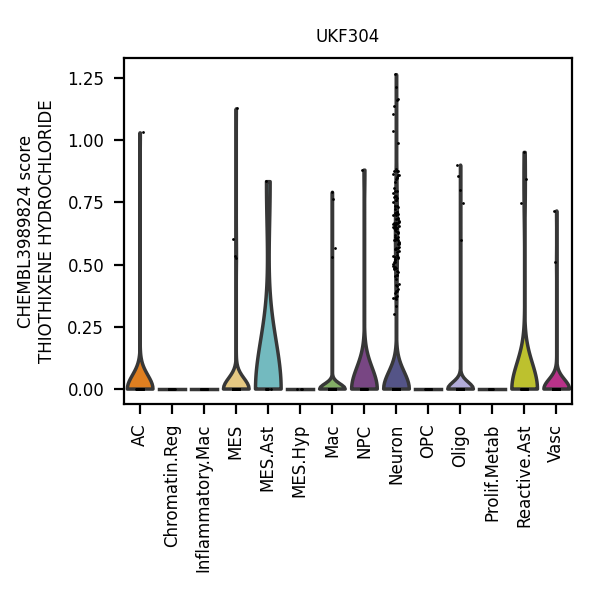 UKF304
CHEMBL3989824 score
THIOTHIXENE HYDROCHLORIDE
1.25
1.00
0.75
0.50
0.25
0.00
AC
Chromatin.Reg
Inflammatory.Mac
MES
MES.Ast
MES.Hyp
Mac
NPC
Neuron
OPC
Oligo
Prolif.Metab
Reactive.Ast
Vasc